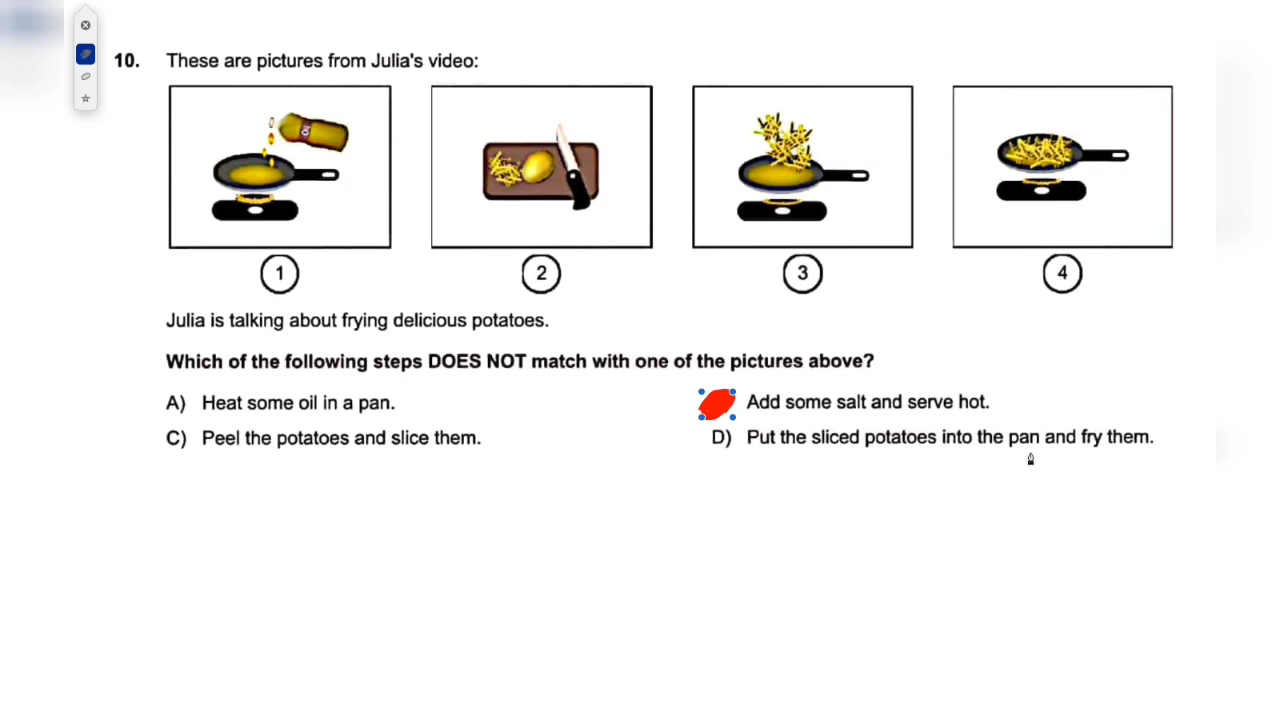 10. These are pictures from Julia's video:
1 2 3 4
Julia is talking about frying delicious potatoes.
Which of the following steps DOES NOT match with one of the pictures above?
A) Heat some oil in a pan. Add some salt and serve hot.
C) Peel the potatoes and slice them. D) Put the sliced potatoes into the pan and fry them.